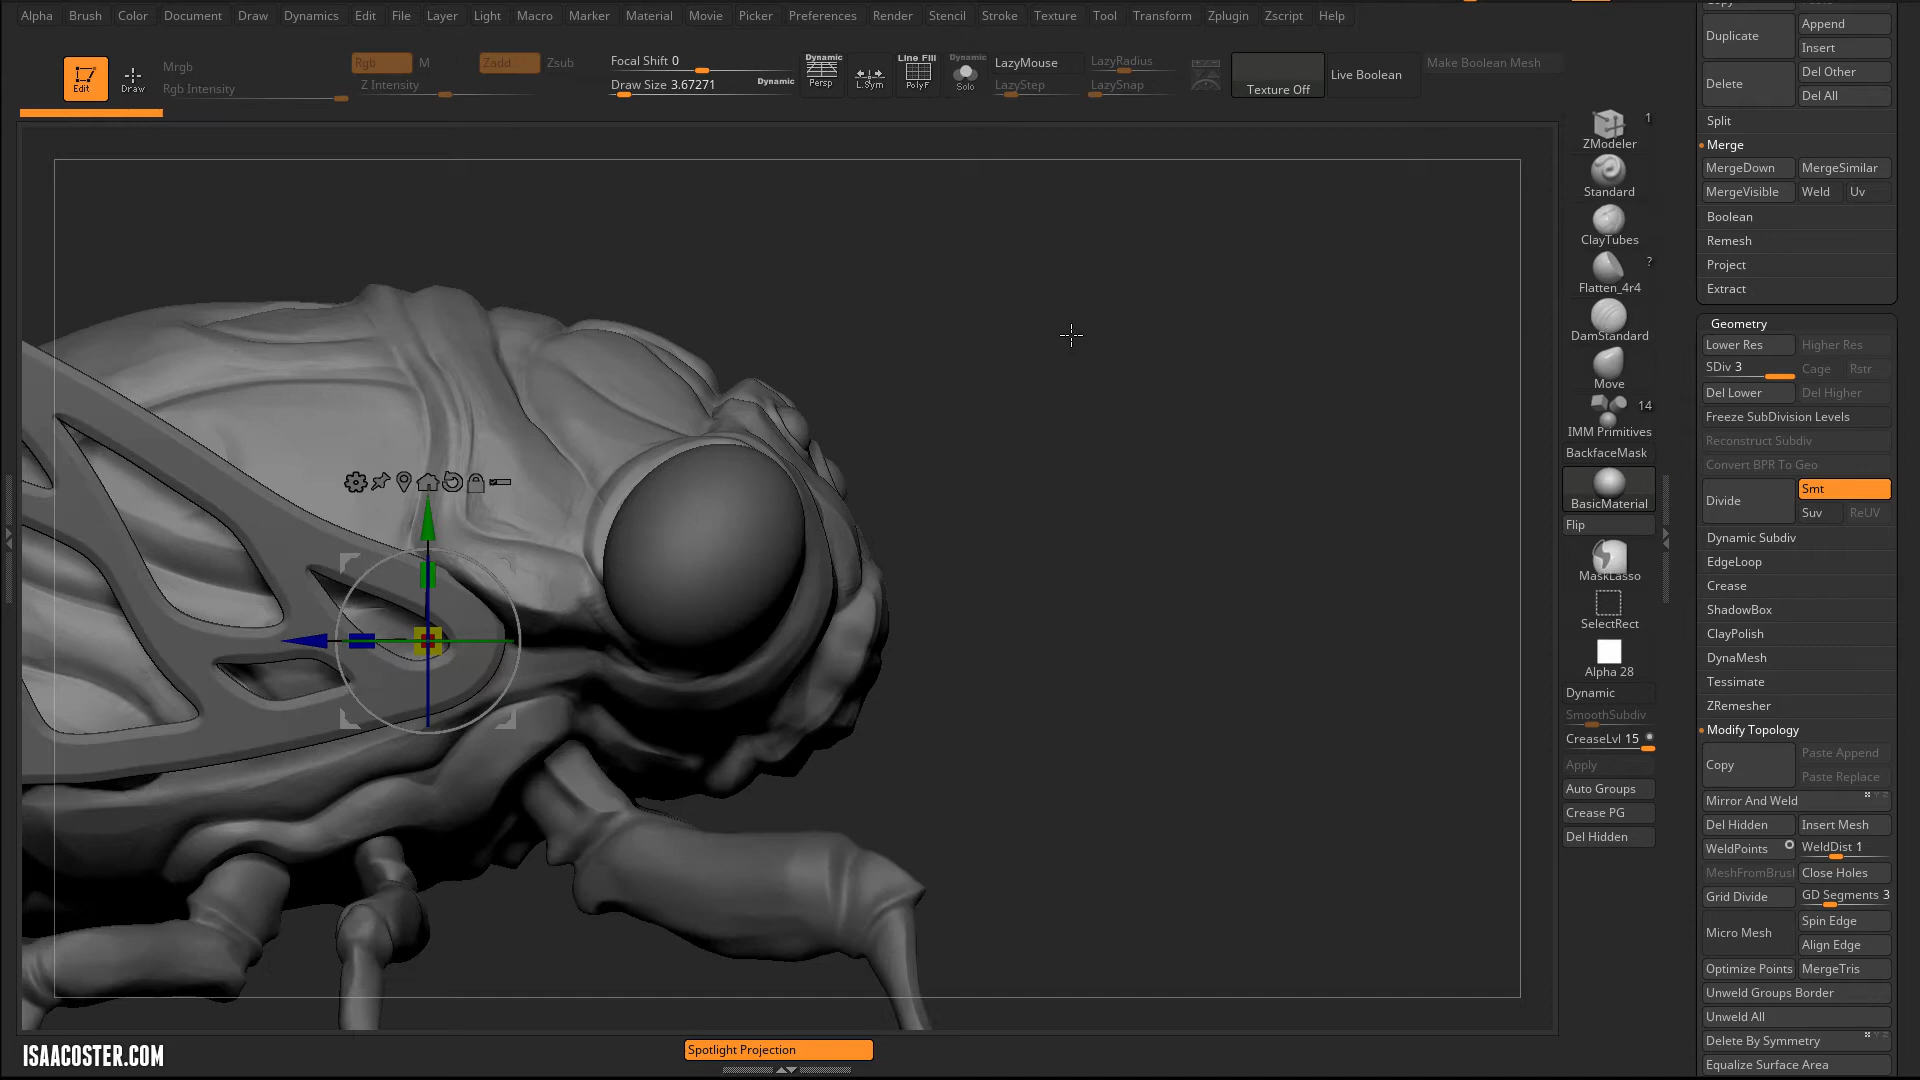 Alpha Brush Color Document Draw Dynamics Edit File Layer Light Macro Marker Material Movie Picker Preferences Render Stencil Stroke Texture Tool Transform Zplugin Zscript Help
Edit
Draw
Mrgb
Rgb Intensity
Rgb
M
Zadd
Zsub
Z Intensity
Focal Shift 0
Draw Size 3.67271
Dynamic
Dynamic
Persp
L.Sym
Line Fill
PolyF
Dynamic
Solo
LazyMouse
LazyStep
LazyRadius
LazySnap
Texture Off
Live Boolean
Make Boolean Mesh
1
ZModeler
Standard
ClayTubes
?
Flatten_4r4
DamStandard
Move
14
IMM Primitives
BackfaceMask
BasicMaterial
Flip
MaskLasso
SelectRect
Alpha 28
Dynamic
SmoothSubdiv
CreaseLvl 15
Apply
Auto Groups
Crease PG
Del Hidden
Duplicate
Append
Insert
Delete
Del Other
Del All
Split
Merge
MergeDown MergeSimilar
MergeVisible Weld Uv
Boolean
Remesh
Project
Extract
Geometry
Lower Res Higher Res
SDiv 3 Cage Rstr
Del Lower Del Higher
Freeze SubDivision Levels
Reconstruct Subdiv
Convert BPR To Geo
Divide
Smt
Suv ReUV
Dynamic Subdiv
EdgeLoop
Crease
ShadowBox
ClayPolish
DynaMesh
Tessimate
ZRemesher
Modify Topology
Copy
Paste Append
Paste Replace
Mirror And Weld
Del Hidden Insert Mesh
WeldPoints WeldDist 1
MeshFromBrus Close Holes
Grid Divide GD Segments 3
Micro Mesh
Spin Edge
Align Edge
Optimize Points MergeTris
Unweld Groups Border
Unweld All
Delete By Symmetry
Equalize Surface Area
ISAACOSTER.COM
Spotlight Projection